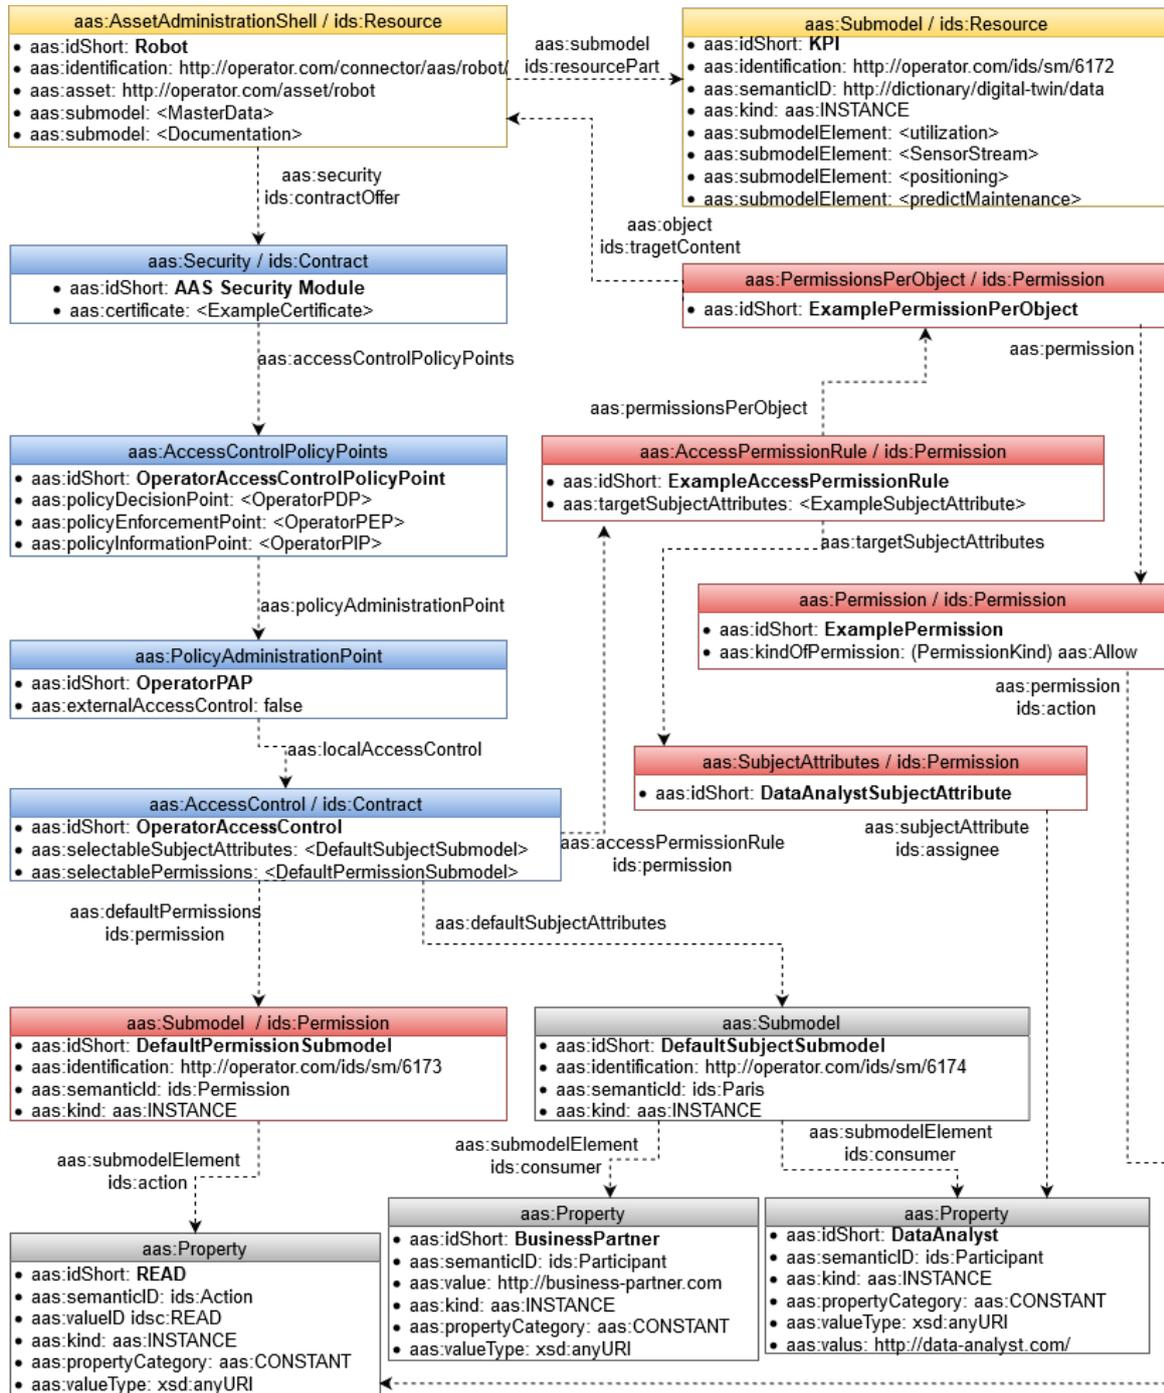 aas:AssetAdministrationShell / ids:Resource
• aas:idShort: Robot
• aas:identification: http://operator.com/connector/aas/robot/
• aas:asset: http://operator.com/asset/robot
• aas:submodel: <MasterData>
• aas:submodel: <Documentation>
aas:submodel
ids:resourcePart
aas:Submodel / ids:Resource
• aas:idShort: KPI
• aas:identification: http://operator.com/ids/sm/6172
• aas:semanticID: http://dictionary/digital-twin/data
• aas:kind: aas:INSTANCE
• aas:submodelElement: <utilization>
• aas:submodelElement: <SensorStream>
• aas:submodelElement: <positioning>
• aas:submodelElement: <predictMaintenance>
aas:security
ids:contractOffer
aas:object
ids:tragetContent
aas:Security / ids:Contract
• aas:idShort: AAS Security Module
• aas:certificate: <ExampleCertificate>
aas:PermissionsPerObject / ids:Permission
• aas:idShort: ExamplePermissionPerObject
aas:accessControlPolicyPoints
aas:permission
aas:permissionsPerObject
aas:AccessControlPolicyPoints
• aas:idShort: OperatorAccessControlPolicyPoint
• aas:policyDecisionPoint: <OperatorPDP>
• aas:policyEnforcementPoint: <OperatorPEP>
• aas:policyInformationPoint: <OperatorPIP>
aas:AccessPermissionRule / ids:Permission
• aas:idShort: ExampleAccessPermissionRule
• aas:targetSubjectAttributes: <ExampleSubjectAttribute>
aas:targetSubjectAttributes
aas:policyAdministrationPoint
aas:Permission / ids:Permission
• aas:idShort: ExamplePermission
• aas:kindOfPermission: (PermissionKind) aas:Allow
aas:PolicyAdministrationPoint
• aas:idShort: OperatorPAP
• aas:externalAccessControl: false
aas:permission
ids:action
aas:localAccessControl
aas:SubjectAttributes / ids:Permission
• aas:idShort: DataAnalystSubjectAttribute
aas:AccessControl / ids:Contract
• aas:idShort: OperatorAccessControl
• aas:selectableSubjectAttributes: <DefaultSubjectSubmodel>
• aas:selectablePermissions: <DefaultPermissionSubmodel>
aas:accessPermissionRule
ids:permission
aas:subjectAttribute
ids:assignee
aas:defaultPermissions
ids:permission
aas:defaultSubjectAttributes
aas:Submodel / ids:Permission
• aas:idShort: DefaultPermissionSubmodel
• aas:identification: http://operator.com/ids/sm/6173
• aas:semanticId: ids:Permission
• aas:kind: aas:INSTANCE
aas:Submodel
• aas:idShort: DefaultSubjectSubmodel
• aas:identification: http://operator.com/ids/sm/6174
• aas:semanticId: ids:Paris
• aas:kind: aas:INSTANCE
aas:submodelElement
ids:action
aas:submodelElement
ids:consumer
aas:submodelElement
ids:consumer
aas:Property
• aas:idShort: READ
• aas:semanticID: ids:Action
• aas:valueID idsc:READ
• aas:kind: aas:INSTANCE
• aas:propertyCategory: aas:CONSTANT
• aas:valueType: xsd:anyURI
aas:Property
• aas:idShort: BusinessPartner
• aas:semanticID: ids:Participant
• aas:value: http://business-partner.com
• aas:kind: aas:INSTANCE
• aas:propertyCategory: aas:CONSTANT
• aas:valueType: xsd:anyURI
aas:Property
• aas:idShort: DataAnalyst
• aas:semanticID: ids:Participant
• aas:kind: aas:INSTANCE
• aas:propertyCategory: aas:CONSTANT
• aas:valueType: xsd:anyURI
• aas:valus: http://data-analyst.com/